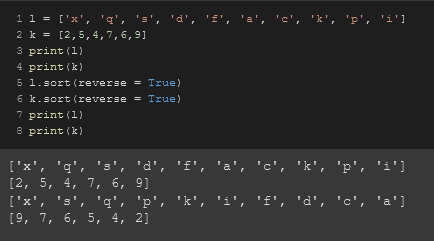 1 l = ['x', 'q', 's', 'd', 'f', 'a', 'c', 'k', 'p', 'i']
2 k = [2,5,4,7,6,9]
3 print(l)
4 print(k)
5 l.sort(reverse = True)
6 k.sort(reverse = True)
7 print(l)
8 print(k)
['x', 'q', 's', 'd', 'f', 'a', 'c', 'k', 'p', 'i']
[2, 5, 4, 7, 6, 9]
['x', 's', 'q', 'p', 'k', 'i', 'f', 'd', 'c', 'a']
[9, 7, 6, 5, 4, 2]